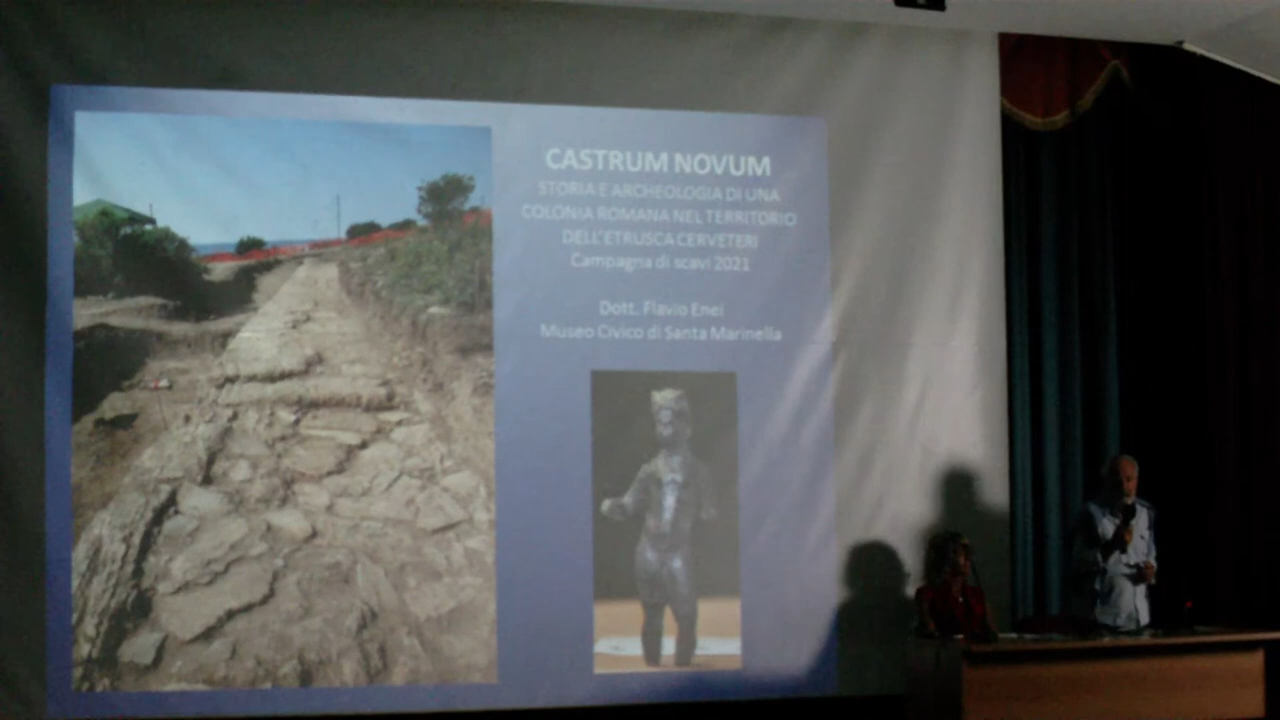 CASTRUM NOVUM
STORIA E ARCHEOLOGIA DI UNA
COLONIA ROMANA NEL TERRITORIO
DELL'ETRUSCA CERVETERI
Campagna di scavi 2021
Dott. Flavio Enei
Museo Civico di Santa Marinella